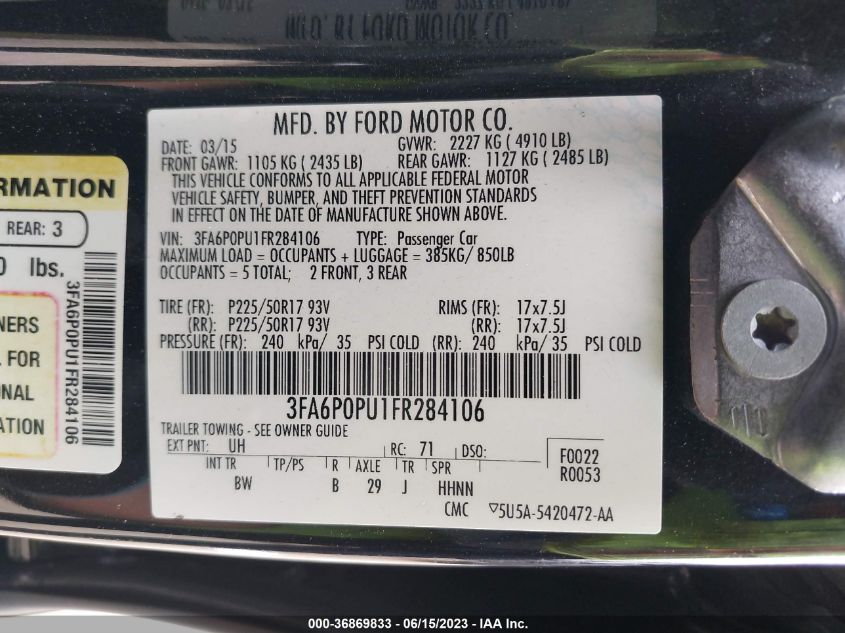 MFD. BY FORD MOTOR CO.
MFD. BY FORD MOTOR CO.
DATE: 03/15 GVWR: 2227 KG ( 4910 LB)
FRONT GAWR: 1105 KG ( 2435 LB) REAR GAWR: 1127 KG ( 2485 LB)
THIS VEHICLE CONFORMS TO ALL APPLICABLE FEDERAL MOTOR
VEHICLE SAFETY, BUMPER, AND THEFT PREVENTION STANDARDS
IN EFFECT ON THE DATE OF MANUFACTURE SHOWN ABOVE.
VIN: 3FA6P0PU1FR284106 TYPE: Passenger Car
MAXIMUM LOAD = OCCUPANTS + LUGGAGE = 385KG/ 850LB
OCCUPANTS = 5 TOTAL; 2 FRONT, 3 REAR
TIRE (FR): P225/50R17 93V RIMS (FR): 17x7.5J
(RR): P225/50R17 93V (RR): 17x7.5J
PRESSURE (FR): 240 kPa/ 35 PSI COLD (RR): 240 kPa/ 35 PSI COLD
3FA6P0PU1FR284106
TRAILER TOWING - SEE OWNER GUIDE
EXT PNT: UH RC: 71 DSO: F0022
R0053
INT TR TP/PS R AXLE TR SPR
BW B 29 J HHNN
CMC ▽5U5A-5420472-AA
RMATION
REAR: 3
0 lbs.
NERS
L FOR
ONAL
ATION
3FA6P0PU1FR284106
000-36869833 - 06/15/2023 - IAA Inc.